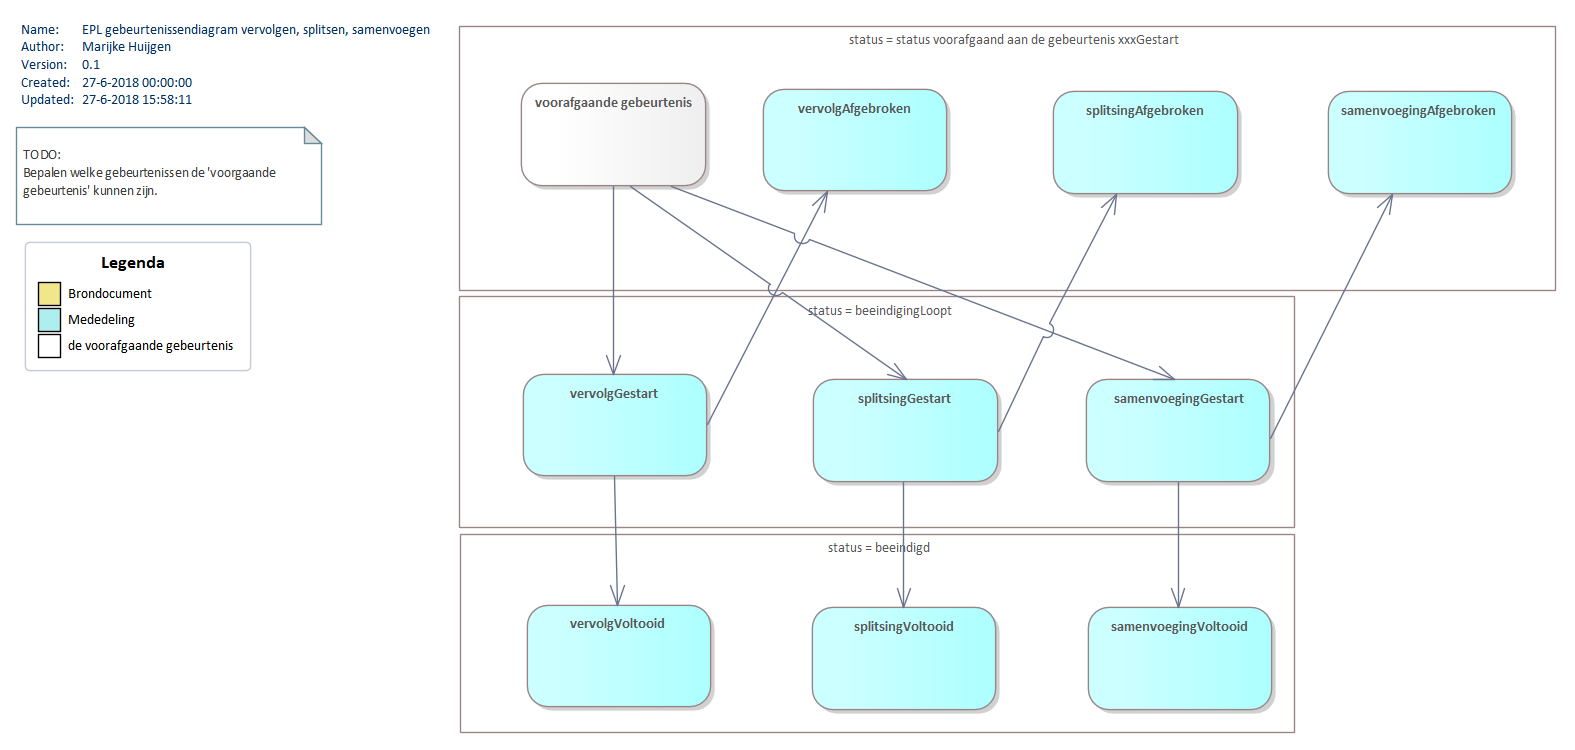 Name: EPL gebeurtenissendiagram vervolgen, splitsen, samenvoegen
Author: Marijke Huijgen
Version: 0.1
Created: 27-6-2018 00:00:00
Updated: 27-6-2018 15:58:11
TODO:
Bepalen welke gebeurtenissen de 'voorgaande
gebeurtenis' kunnen zijn.
Legenda
Brondocument
Mededeling
de voorafgaande gebeurtenis
status = status voorafgaand aan de gebeurtenis xxxGestart
voorafgaande gebeurtenis
vervolgAfgebroken
splitsingAfgebroken
samenvoegingAfgebroken
status = beeindigingLoopt
vervolgGestart
splitsingGestart
samenvoegingGestart
status = beeindigd
vervolgVoltooid
splitsingVoltooid
samenvoegingVoltooid